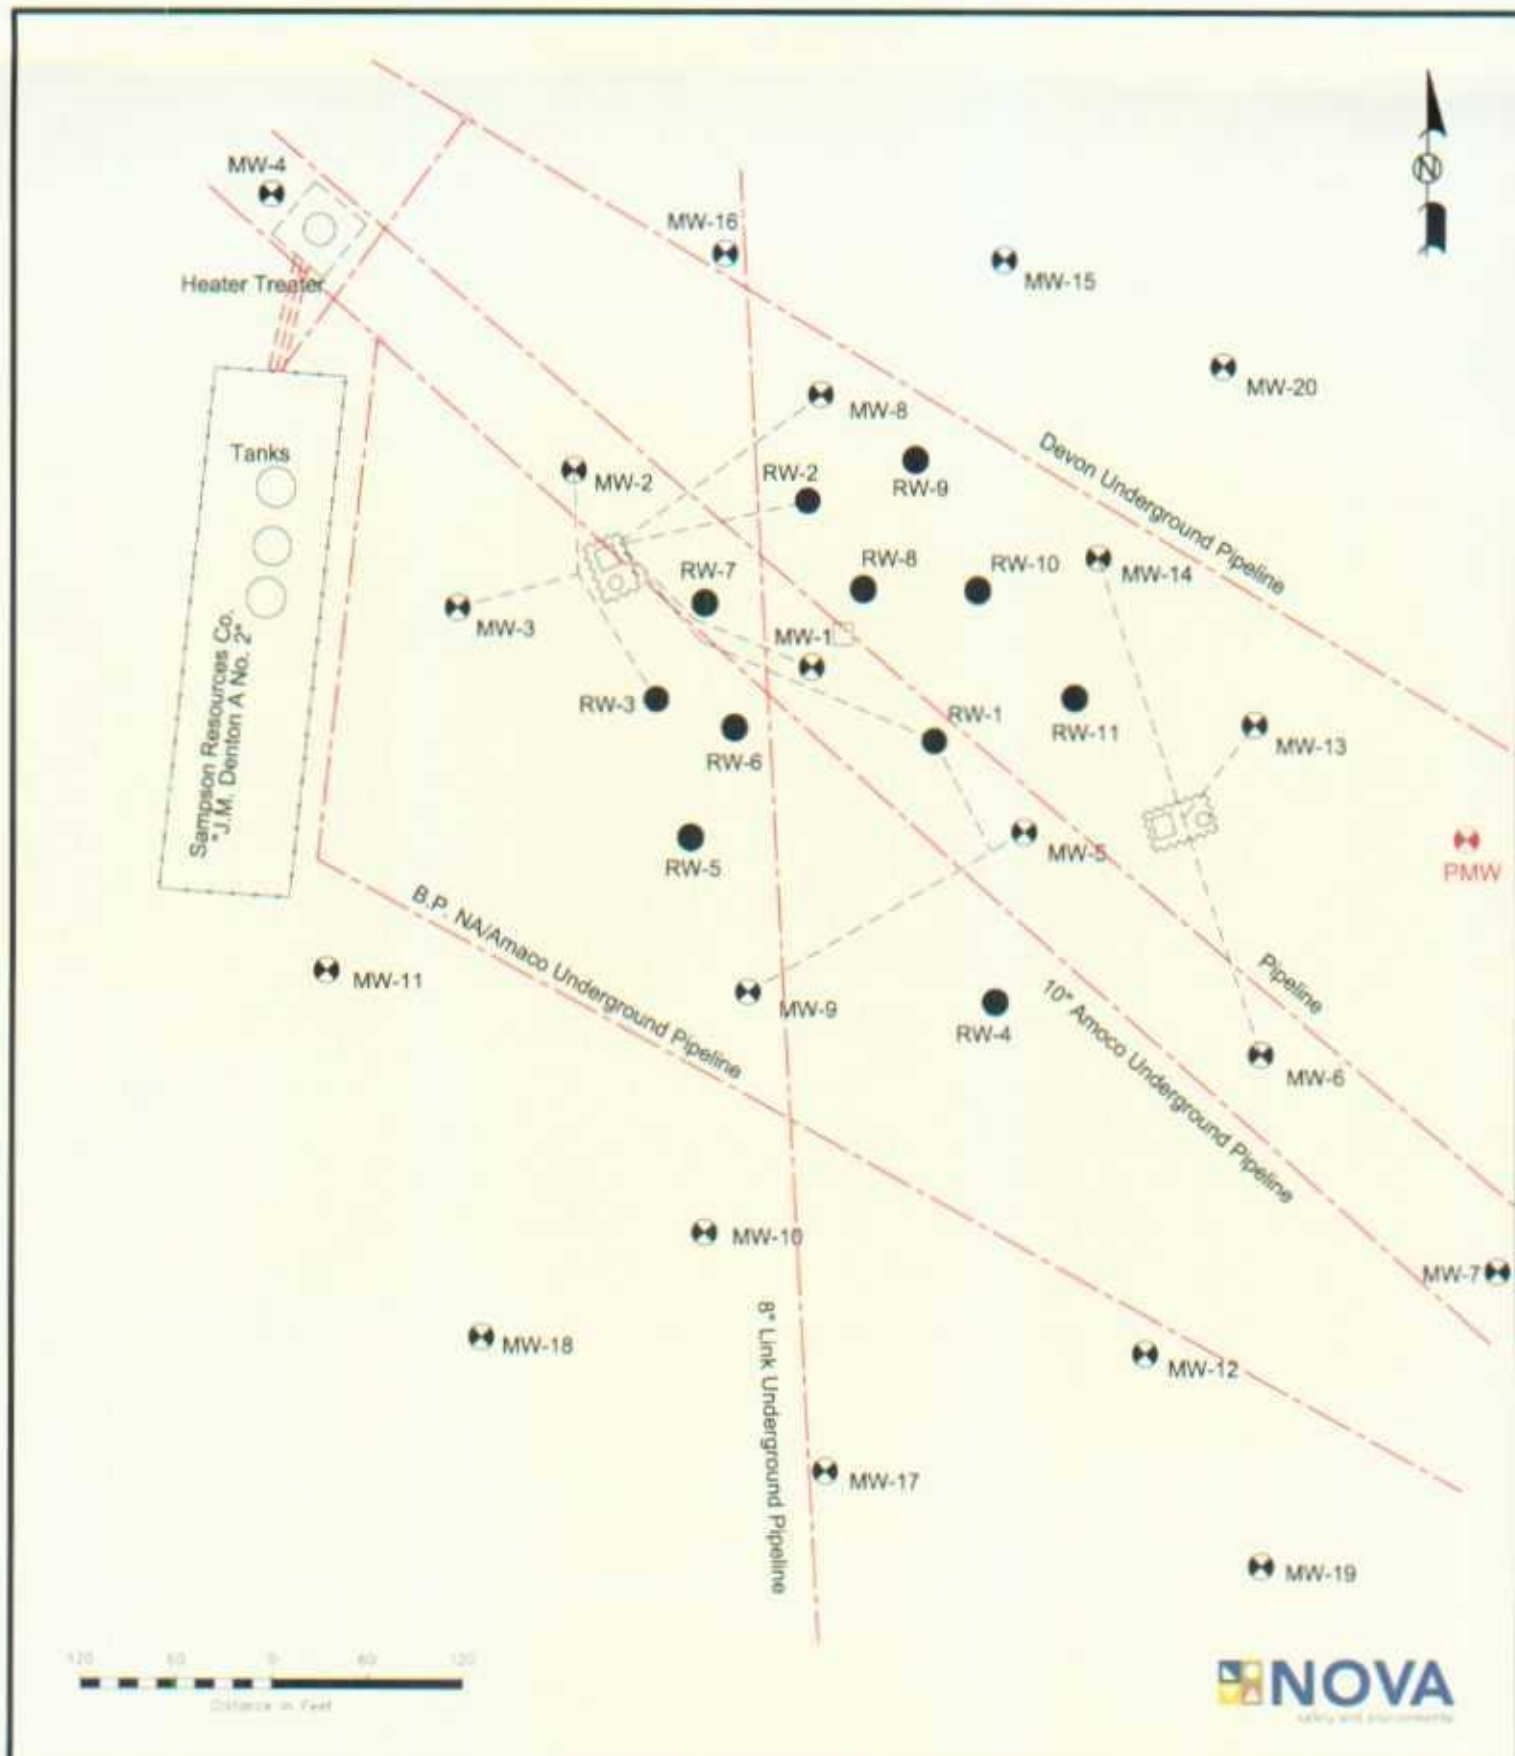 MW-4
N
MW-16
MW-15
Heater Treater
MW-20
MW-8
Devon Underground Pipeline
Tanks
MW-2
RW-2
RW-9
RW-7
RW-8
RW-10
MW-14
MW-3
MW-1
Sampson Resources Co.
"J.M. Denton A No. 2"
RW-3
RW-6
RW-1
RW-11
MW-13
RW-5
MW-5
PMW
B.P. NA/Amaco Underground Pipeline
MW-11
MW-9
RW-4
10" Amoco Underground Pipeline
Pipeline
MW-6
MW-10
MW-7
8" Link Underground Pipeline
MW-18
MW-12
MW-17
MW-19
120 60 0 60 120
Distance in Feet
NOVA
safety and environmental